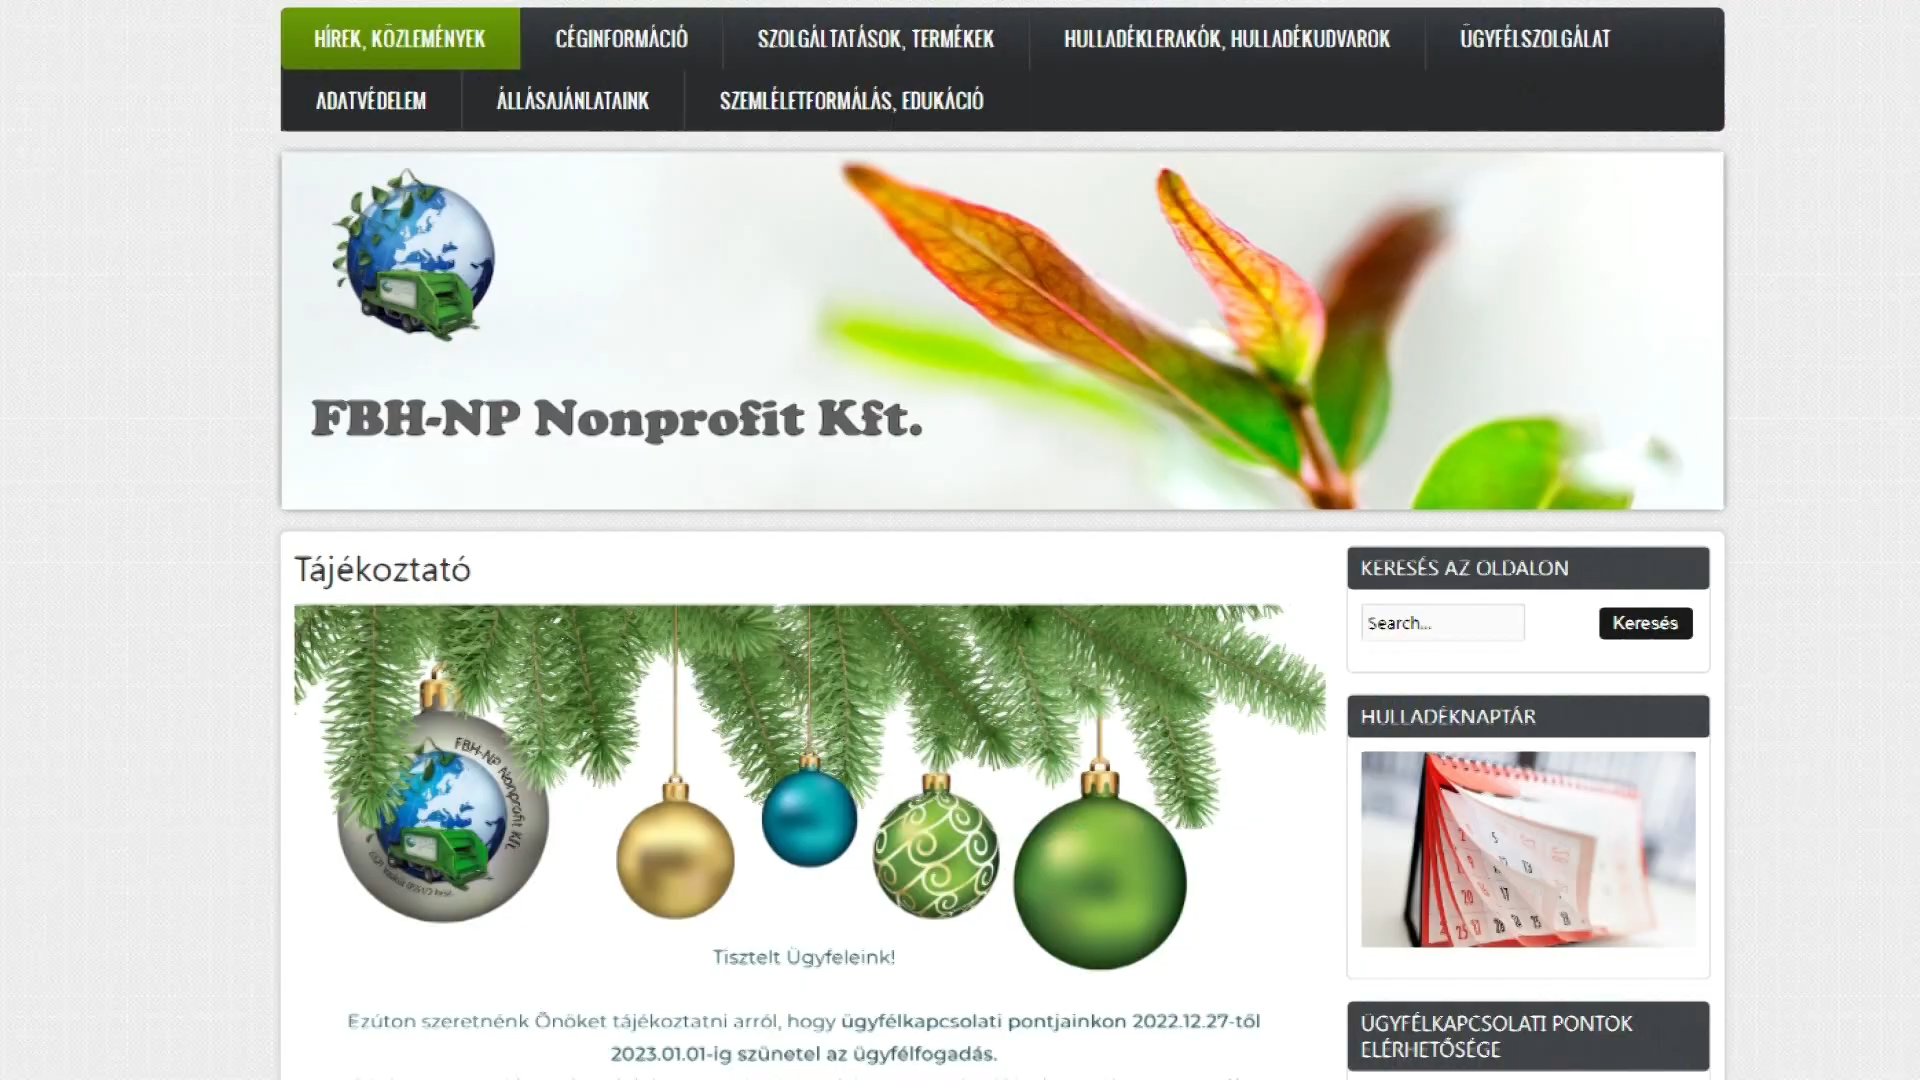 HÍREK, KÖZLEMÉNYEK
CÉGINFORMÁCIÓ
SZOLGÁLTATÁSOK, TERMÉKEK
HULLADÉKLERAKÓK, HULLADÉKUDVAROK
ÜGYFÉLSZOLGÁLAT
ADATVÉDELEM
ÁLLÁSAJÁNLATAINK
SZEMLÉLETFORMÁLÁS, EDUKÁCIÓ
FBH-NP Nonprofit Kft.
Tájékoztató
FBH-NP Nonprofit Kft.
Tisztelt Ügyfeleink!
Ezúton szeretnénk Önöket tájékoztatni arról, hogy ügyfélkapcsolati pontjainkon 2022.12.27-től
2023.01.01-ig szünetel az ügyfélfogadás.
KERESÉS AZ OLDALON
Search...
Keresés
HULLADÉKNAPTÁR
ÜGYFÉLKAPCSOLATI PONTOK
ELÉRHETŐSÉGE